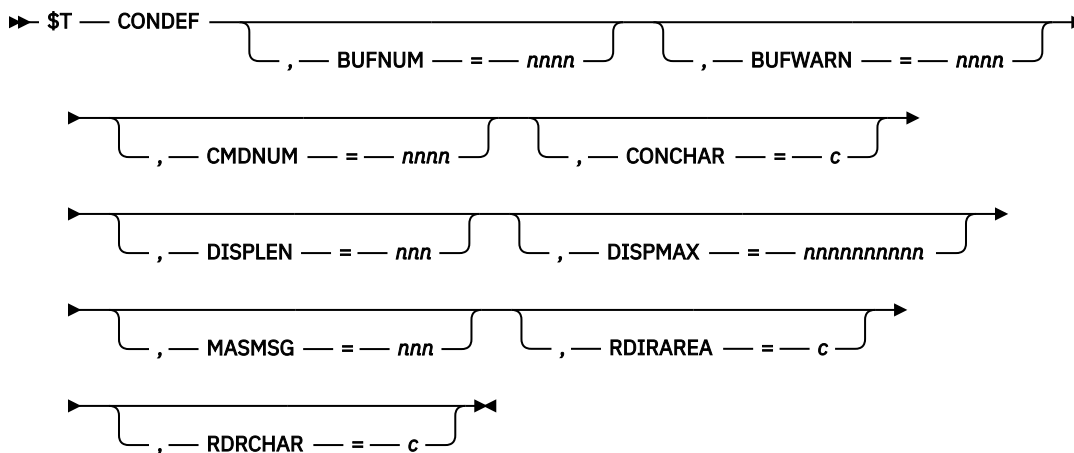 $T CONDEF , BUFNUM = nnnn , BUFWARN = nnnn
, CMDNUM = nnnn , CONCHAR = c
, DISPLEN = nnn , DISPMAX = nnnnnnnnnn
, MASMSG = nnn , RDIRAREA = c
, RDRCHAR = c